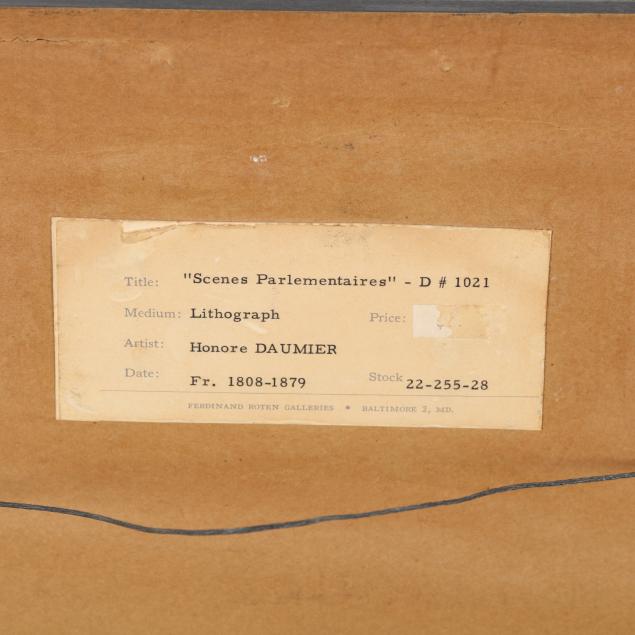 Title: "Scenes Parlementaires" - D # 1021
Medium: Lithograph Price:
Artist: Honore DAUMIER
Date: Fr. 1808-1879 Stock 22-255-28
FERDINAND ROTEN GALLERIES • BALTIMORE 2, MD.